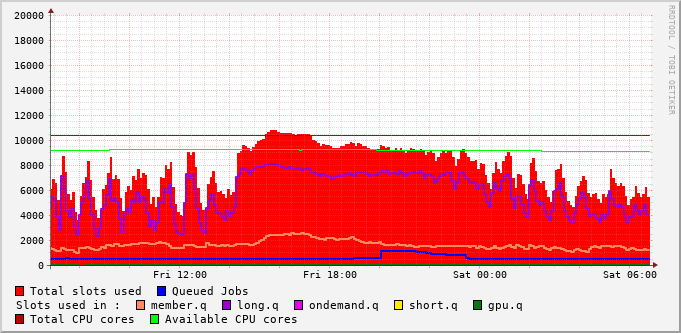 20000
18000
16000
14000
12000
10000
8000
6000
4000
2000
0
Fri 12:00 Fri 18:00 Sat 00:00 Sat 06:00
RRDTOOL / TOBI OETIKER
Total slots used Queued Jobs
Slots used in : member.q long.q ondemand.q short.q gpu.q
Total CPU cores Available CPU cores